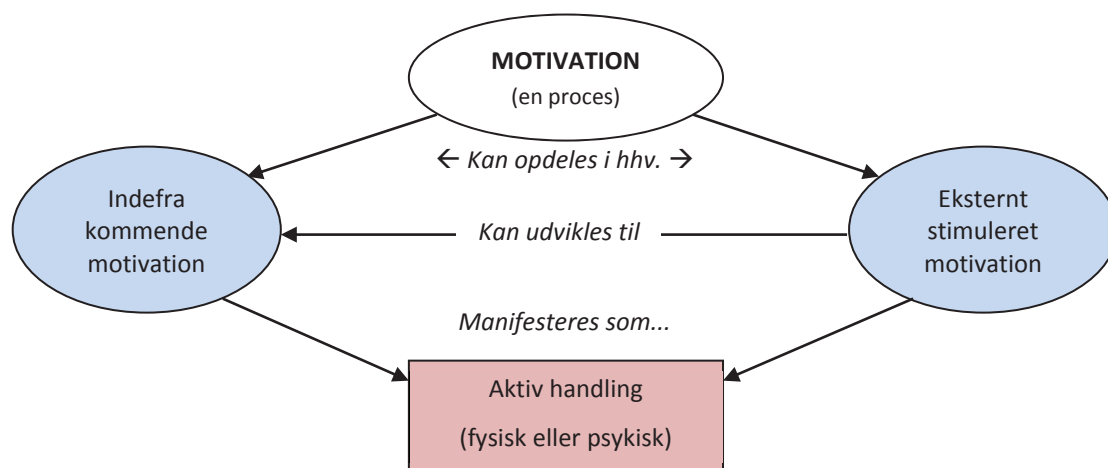 MOTIVATION
(en proces)
← Kan opdeles i hhv. →
Indefra
kommende
motivation
Kan udvikles til
Eksternt
stimuleret
motivation
Manifesteres som...
Aktiv handling
(fysisk eller psykisk)